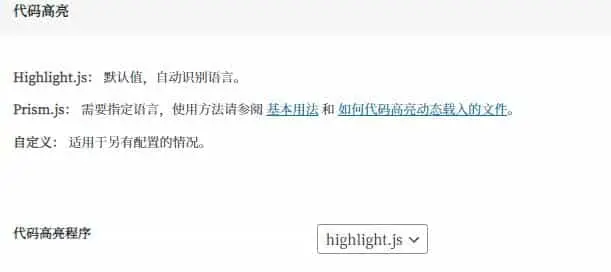 代码高亮
Highlight.js： 默认值，自动识别语言。
Prism.js： 需要指定语言，使用方法请参阅 基本用法 和 如何代码高亮动态载入的文件。
自定义： 适用于另有配置的情况。
代码高亮程序
highlight.js